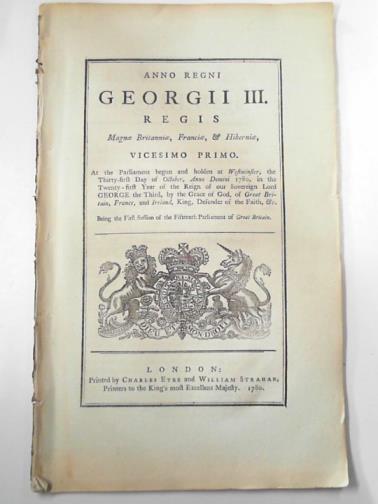 ANNO REGNI
GEORGII III.
REGIS
Magnæ Britanniæ, Franciæ, & Hiberniæ,
VICESIMO PRIMO.
At the Parliament begun and holden at Westminster, the
Thirty-first Day of October, Anno Domini 1780, in the
Twenty-first Year of the Reign of our Sovereign Lord
GEORGE the Third, by the Grace of God, of Great Bri-
tain, France, and Ireland, King, Defender of the Faith, &c.
Being the First Session of the Fifteenth Parliament of Great Britain.
DIEU ET MON DROIT
LONDON:
Printed by CHARLES EYRE and WILLIAM STRAHAN,
Printers to the King's most Excellent Majesty. 1780.